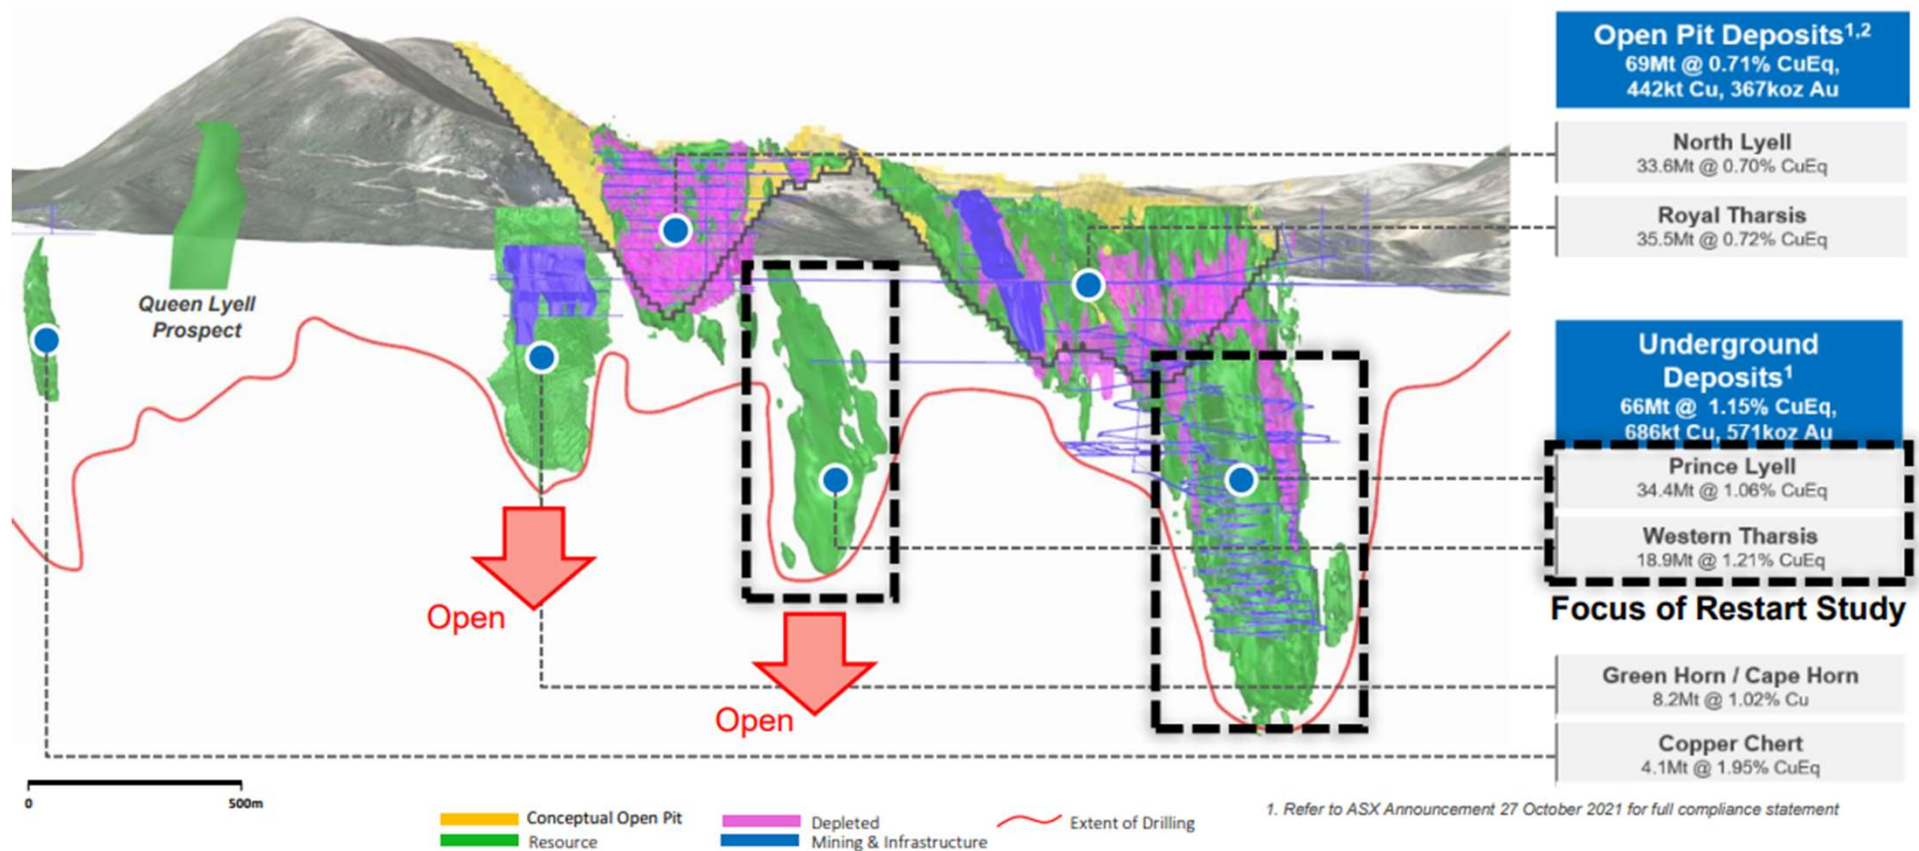 Open Pit Deposits1,2
69Mt @ 0.71% CuEq,
442kt Cu, 367koz Au
North Lyell
33.6Mt @ 0.70% CuEq
Royal Tharsis
35.5Mt @ 0.72% CuEq
Queen Lyell
Prospect
Underground
Deposits1
66Mt @ 1.15% CuEq,
686kt Cu, 571koz Au
Prince Lyell
34.4Mt @ 1.06% CuEq
Western Tharsis
18.9Mt @ 1.21% CuEq
Focus of Restart Study
Open
Open
Green Horn / Cape Horn
8.2Mt @ 1.02% Cu
Copper Chert
4.1Mt @ 1.95% CuEq
0
500m
Conceptual Open Pit
Resource
Depleted
Mining & Infrastructure
Extent of Drilling
1. Refer to ASX Announcement 27 October 2021 for full compliance statement